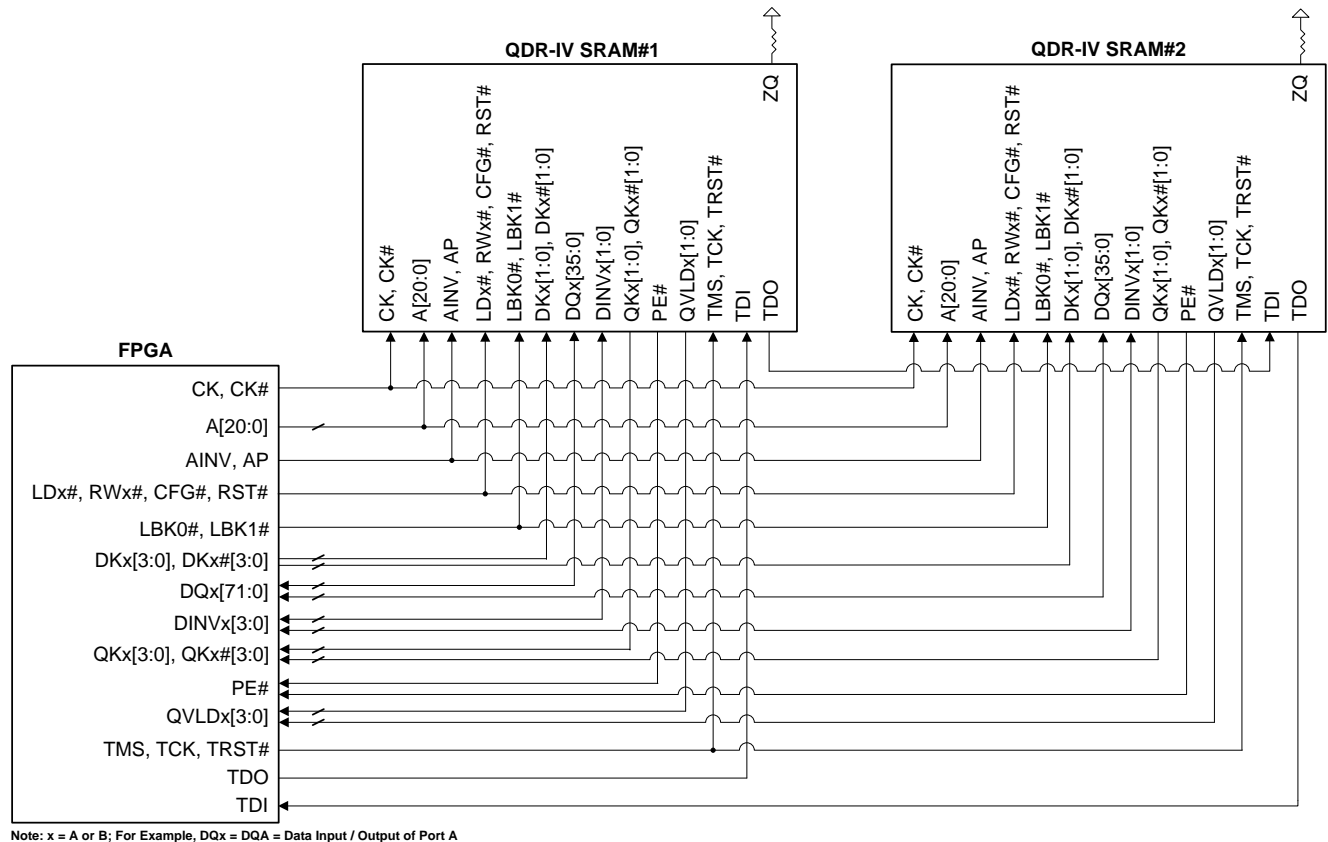 QDR-IV SRAM#1
ZQ
CK, CK#
A[20:0]
AINV, AP
LDx#, RWx#, CFG#, RST#
LBK0#, LBK1#
DKx[1:0], DKx#[1:0]
DQx[35:0]
DINVx[1:0]
QKx[1:0], QKx#[1:0]
PE#
QVLDx[1:0]
TMS, TCK, TRST#
TDI
TDO
QDR-IV SRAM#2
ZQ
CK, CK#
A[20:0]
AINV, AP
LDx#, RWx#, CFG#, RST#
LBK0#, LBK1#
DKx[1:0], DKx#[1:0]
DQx[35:0]
DINVx[1:0]
QKx[1:0], QKx#[1:0]
PE#
QVLDx[1:0]
TMS, TCK, TRST#
TDI
TDO
FPGA
CK, CK#
A[20:0]
AINV, AP
LDx#, RWx#, CFG#, RST#
LBK0#, LBK1#
DKx[3:0], DKx#[3:0]
DQx[71:0]
DINVx[3:0]
QKx[3:0], QKx#[3:0]
PE#
QVLDx[3:0]
TMS, TCK, TRST#
TDO
TDI
Note: x = A or B; For Example, DQx = DQA = Data Input / Output of Port A